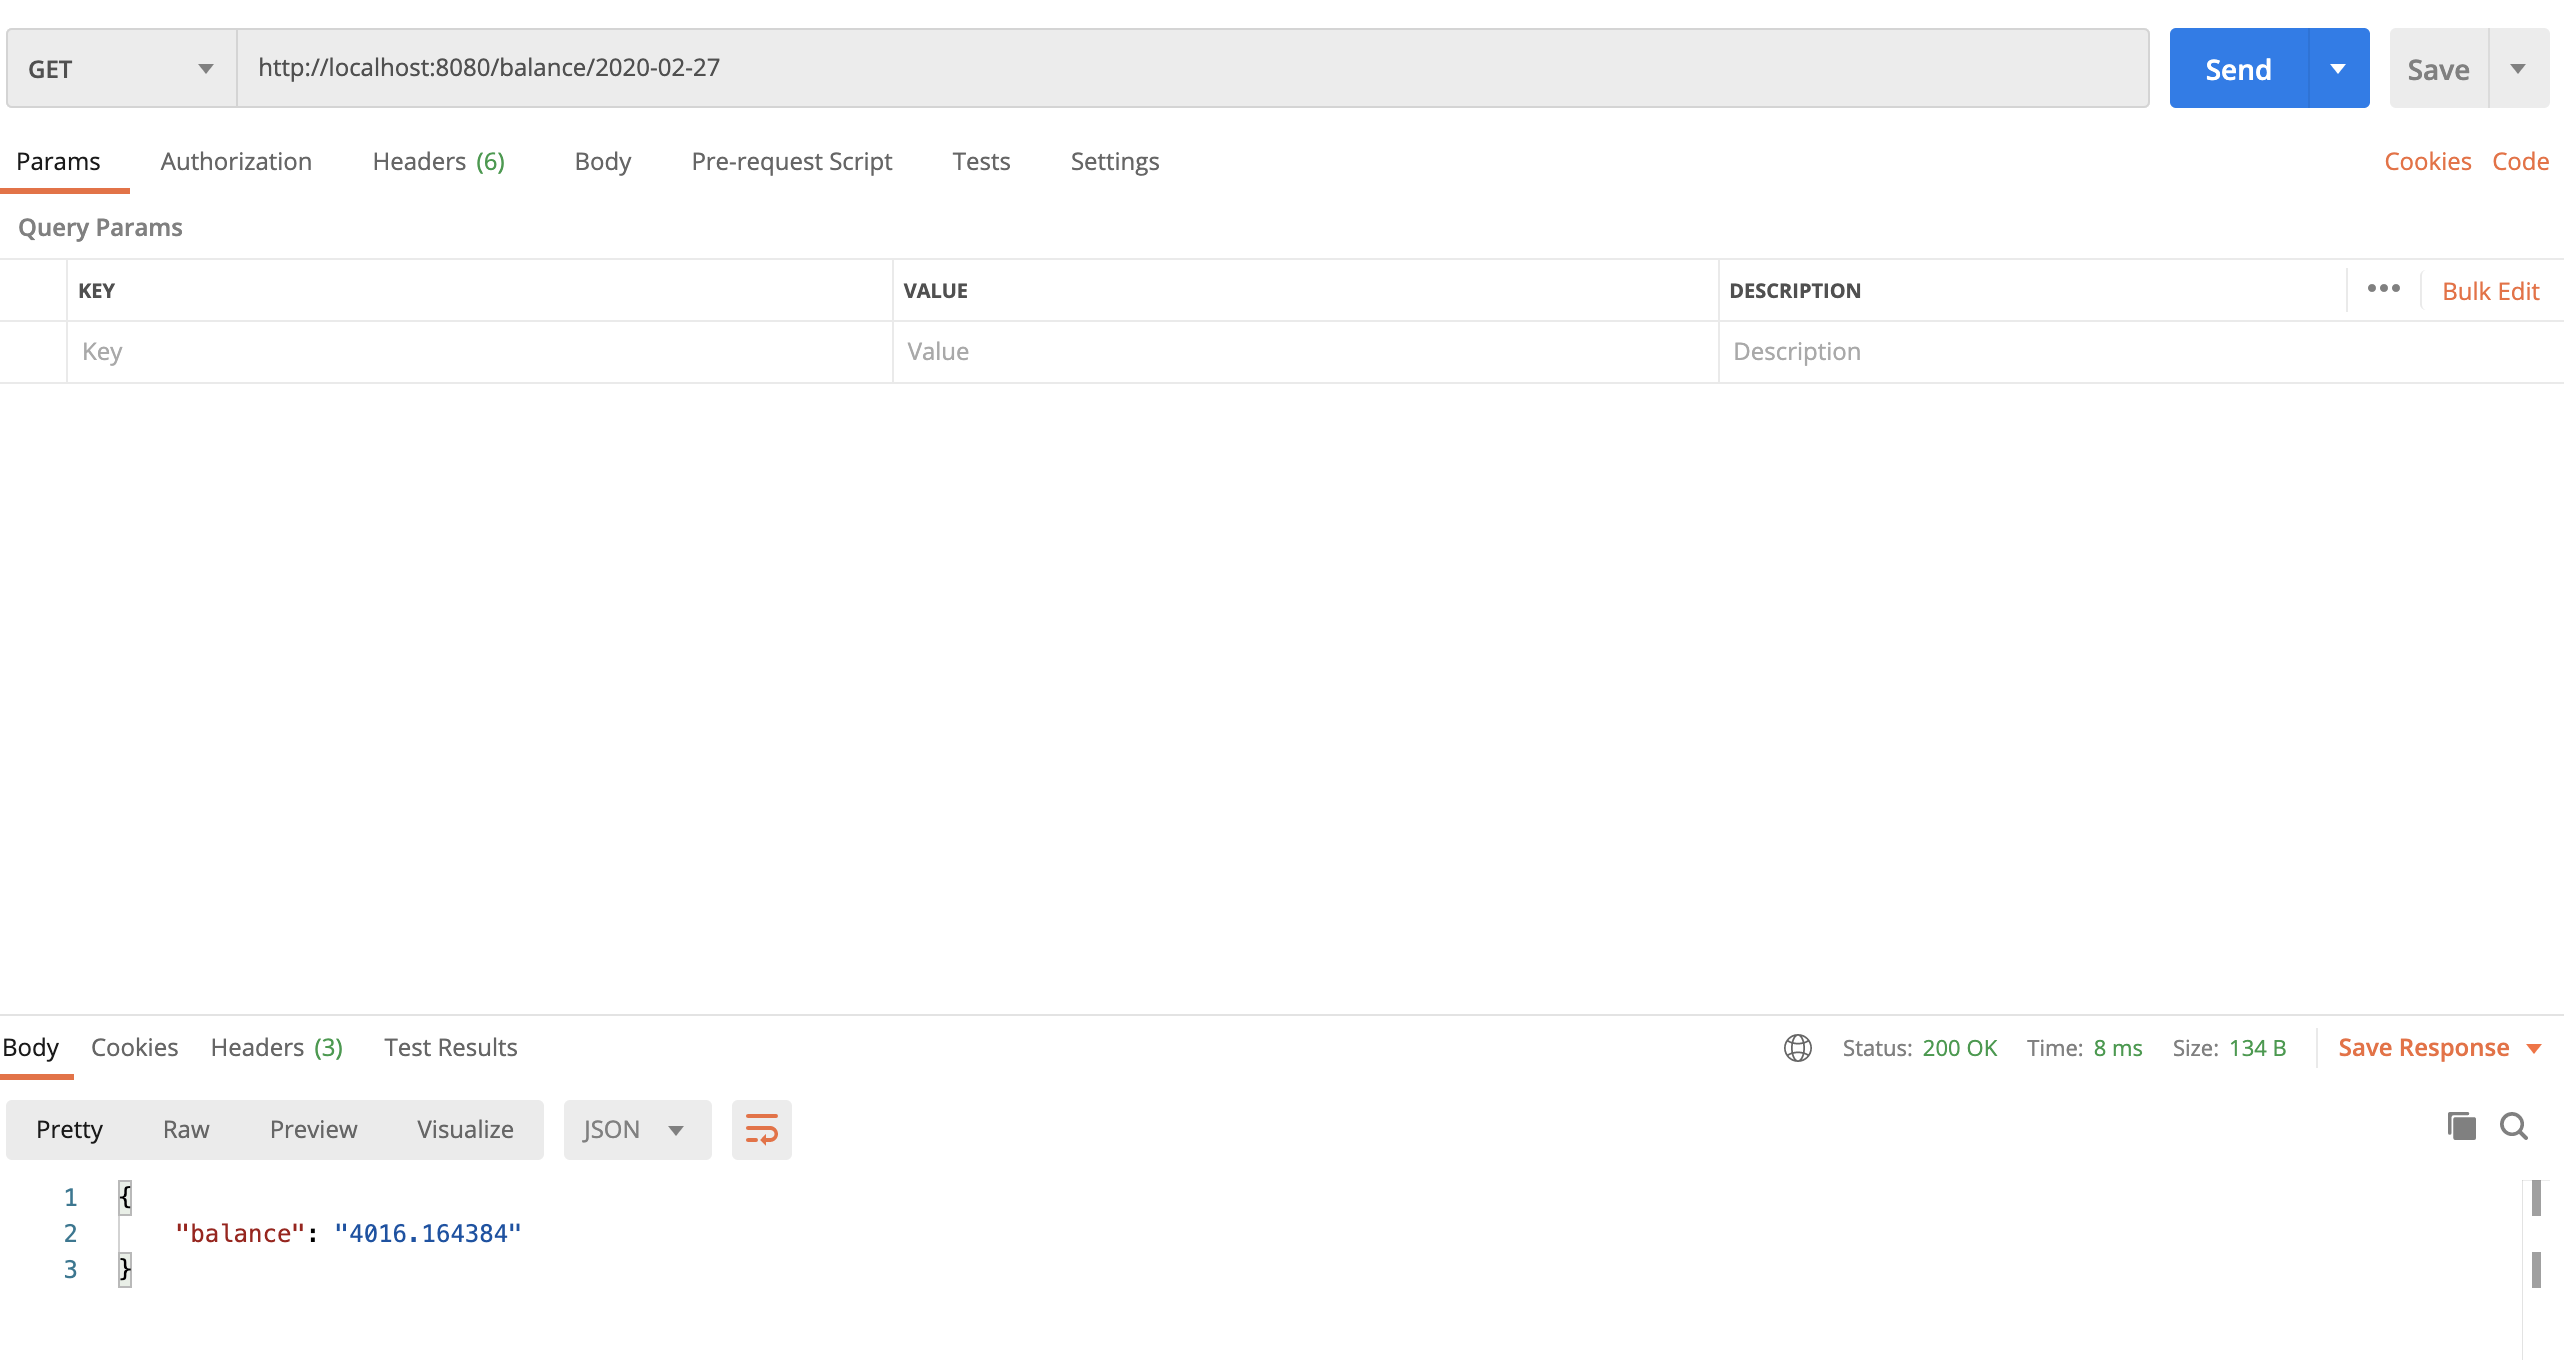 GET http://localhost:8080/balance/2020-02-27 Send Save
Params Authorization Headers (6) Body Pre-request Script Tests Settings Cookies Code
Query Params
KEY VALUE DESCRIPTION ••• Bulk Edit
Key Value Description
Body Cookies Headers (3) Test Results Status: 200 OK Time: 8 ms Size: 134 B Save Response
Pretty Raw Preview Visualize JSON
1 {
2 "balance": "4016.164384"
3 }